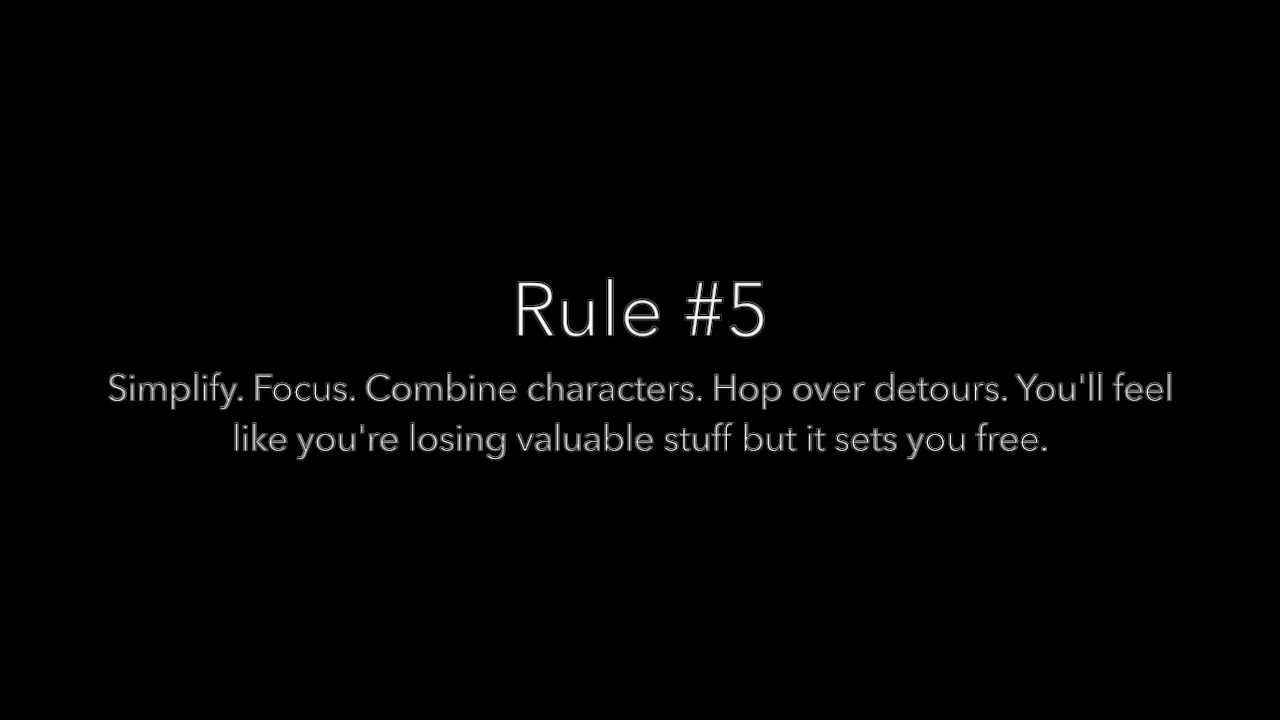 Rule #5
Simplify. Focus. Combine characters. Hop over detours. You'll feel
like you're losing valuable stuff but it sets you free.